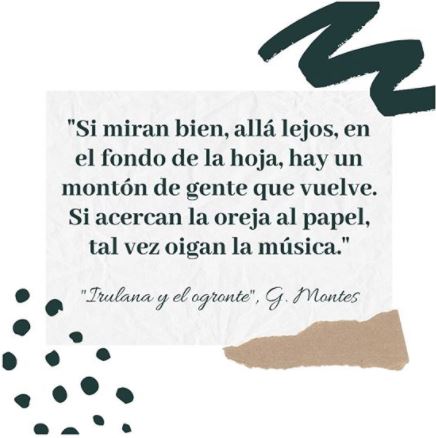 "Si miran bien, allá lejos, en
el fondo de la hoja, hay un
montón de gente que vuelve.
Si acercan la oreja al papel,
tal vez oigan la música."
"Irulana y el ogronte", G. Montes